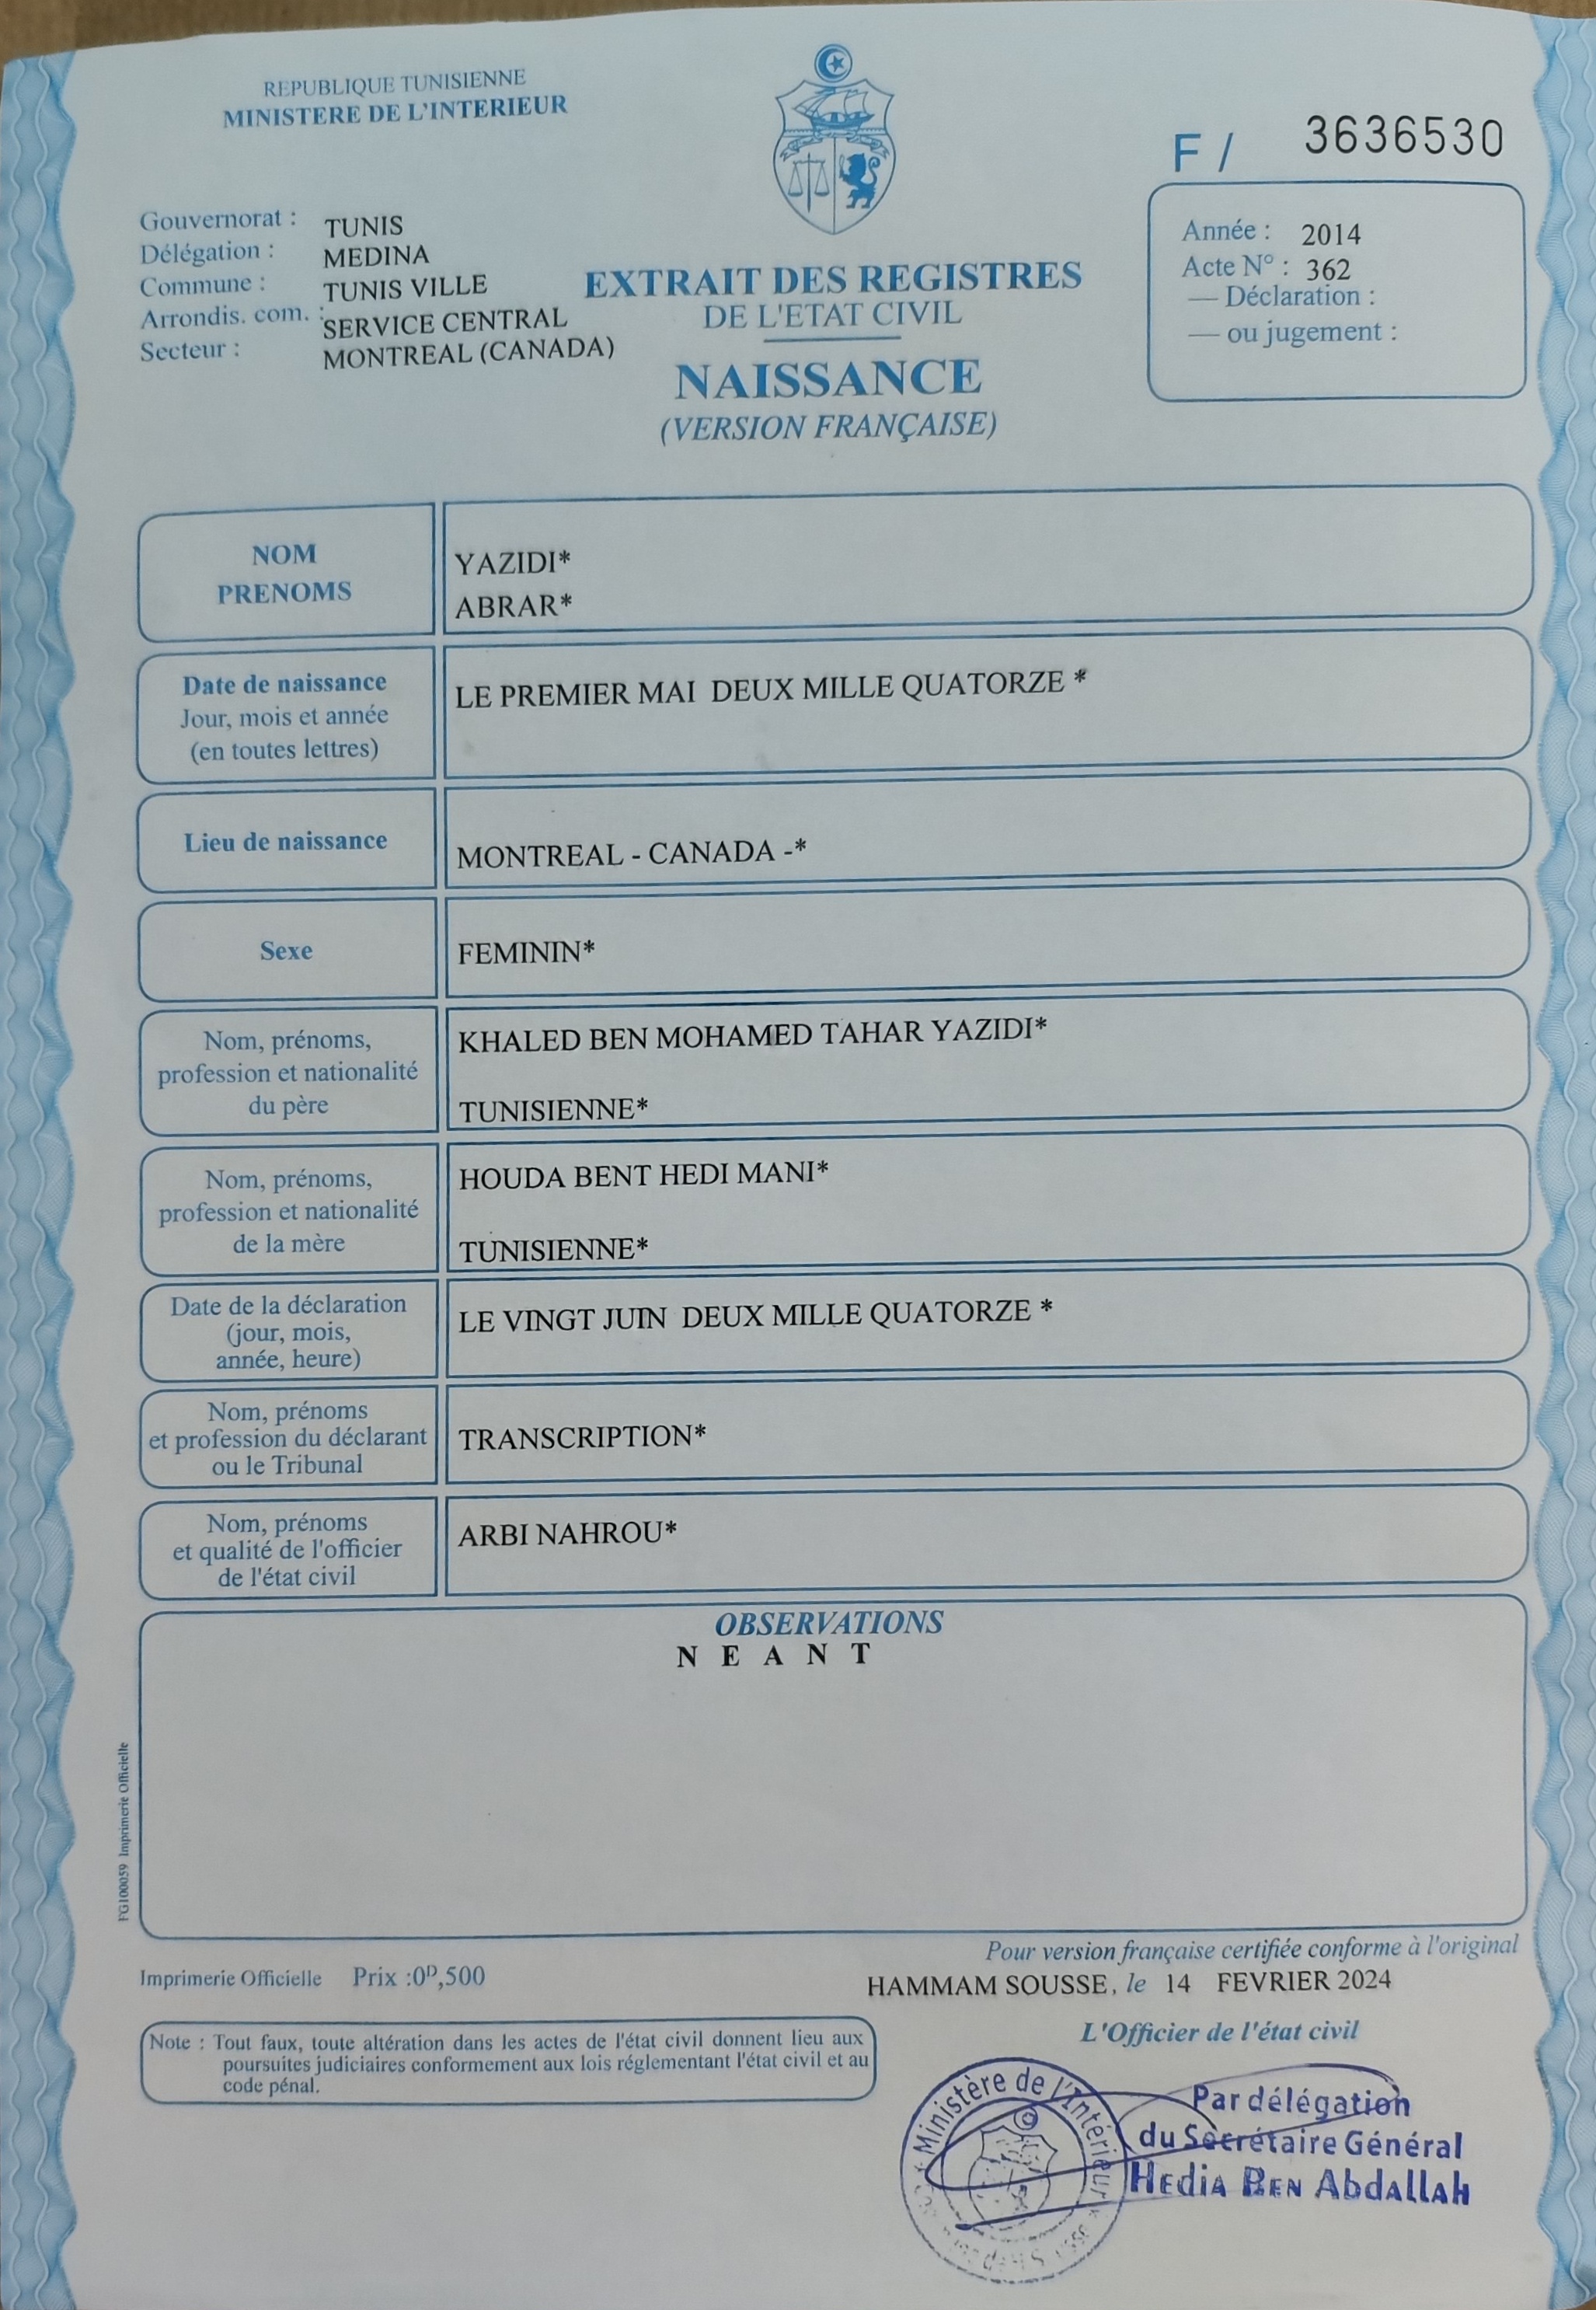 REPUBLIQUE TUNISIENNE
MINISTERE DE L'INTERIEUR
F / 3636530
Gouvernorat : TUNIS
Délégation : MEDINA
Commune : TUNIS VILLE
Arrondis. com. : SERVICE CENTRAL
Secteur : MONTREAL (CANADA)
EXTRAIT DES REGISTRES
DE L'ETAT CIVIL
NAISSANCE
(VERSION FRANÇAISE)
Année : 2014
Acte N° : 362
— Déclaration :
— ou jugement :
NOM
PRENOMS
YAZIDI*
ABRAR*
Date de naissance
Jour, mois et année
(en toutes lettres)
LE PREMIER MAI DEUX MILLE QUATORZE *
Lieu de naissance
MONTREAL - CANADA -*
Sexe
FEMININ*
Nom, prénoms,
profession et nationalité
du père
KHALED BEN MOHAMED TAHAR YAZIDI*
TUNISIENNE*
Nom, prénoms,
profession et nationalité
de la mère
HOUDA BENT HEDI MANI*
TUNISIENNE*
Date de la déclaration
(jour, mois,
année, heure)
LE VINGT JUIN DEUX MILLE QUATORZE *
Nom, prénoms
et profession du déclarant
ou le Tribunal
TRANSCRIPTION*
Nom, prénoms
et qualité de l'officier
de l'état civil
ARBI NAHROU*
OBSERVATIONS
N E A N T
FG100059 Imprimerie Officielle
Pour version française certifiée conforme à l'original
Imprimerie Officielle Prix :0ᴰ,500
HAMMAM SOUSSE, le 14 FEVRIER 2024
L'Officier de l'état civil
Note : Tout faux, toute altération dans les actes de l'état civil donnent lieu aux
poursuites judiciaires conformement aux lois réglementant l'état civil et au
code pénal.
Ministère de l'Intérieur
Par délégation
du Secrétaire Général
Hedia Ben Abdallah